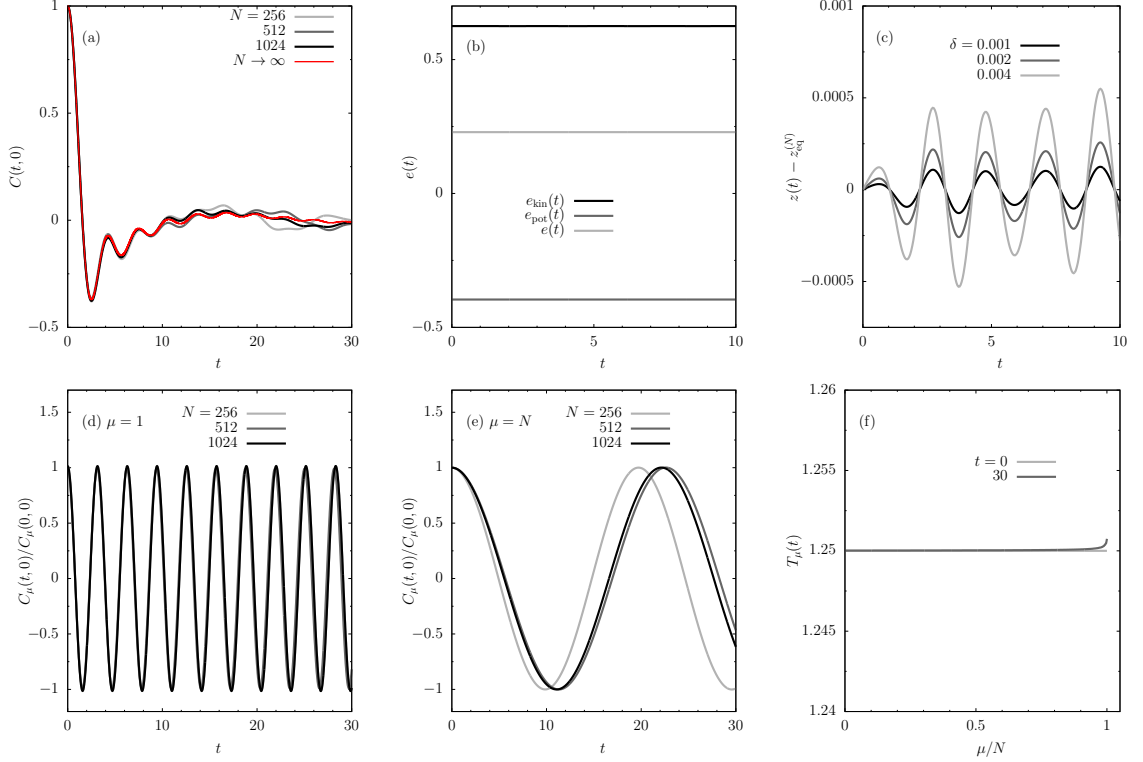 (a)
N = 256
512
1024
N → ∞
C(t, 0)
1
0.5
0
−0.5
0
10
20
30
t
(b)
e_kin(t)
e_pot(t)
e(t)
e(t)
0.5
0
−0.5
0
5
10
t
(c)
δ = 0.001
0.002
0.004
z(t) − z_eq^(N)
0.001
0.0005
0
−0.0005
0
5
10
t
(d) μ = 1
N = 256
512
1024
C_μ(t, 0)/C_μ(0, 0)
1.5
1
0.5
0
−0.5
−1
0
10
20
30
t
(e) μ = N
N = 256
512
1024
C_μ(t, 0)/C_μ(0, 0)
1.5
1
0.5
0
−0.5
−1
0
10
20
30
t
(f)
t = 0
30
T_μ(t)
1.26
1.255
1.25
1.245
1.24
0
0.5
1
μ/N